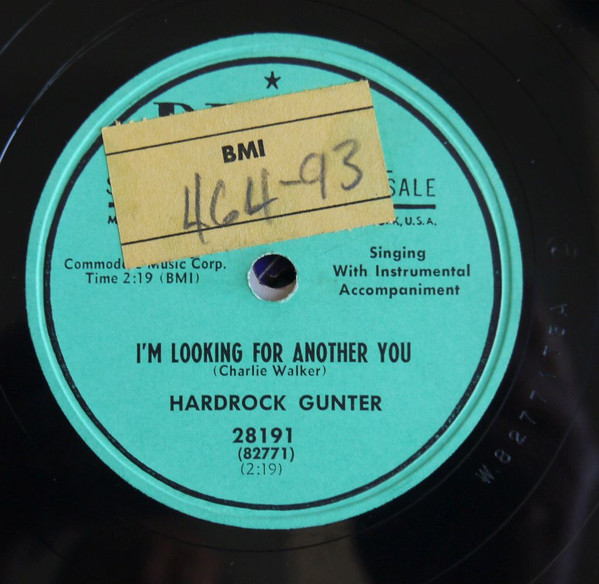 ★
BMI
464-93
SALE
U.S.A.
Music Corp.
Time 2:19 (BMI)
Singing
With Instrumental
Accompaniment
I'M LOOKING FOR ANOTHER YOU
(Charlie Walker)
HARDROCK GUNTER
28191
(82771)
(2:19)